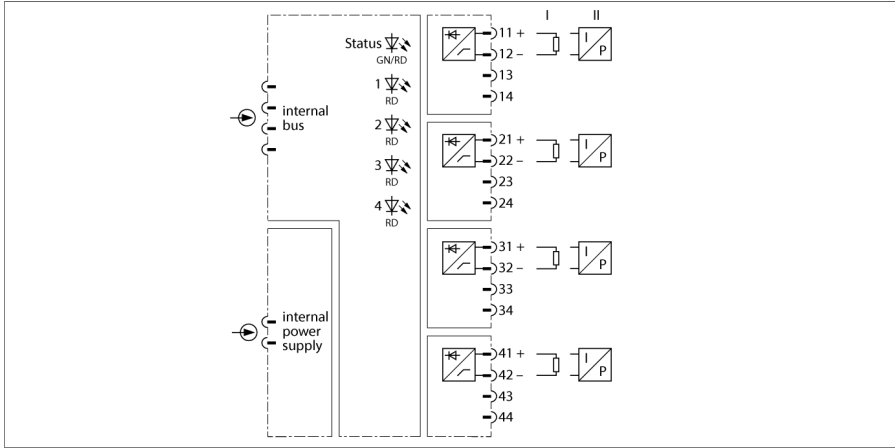 I II
Status
GN/RD
1
RD
2
RD
3
RD
4
RD
internal
bus
internal
power
supply
11 +
12 –
13
14
I
P
21 +
22 –
23
24
I
P
31 +
32 –
33
34
I
P
41 +
42 –
43
44
I
P